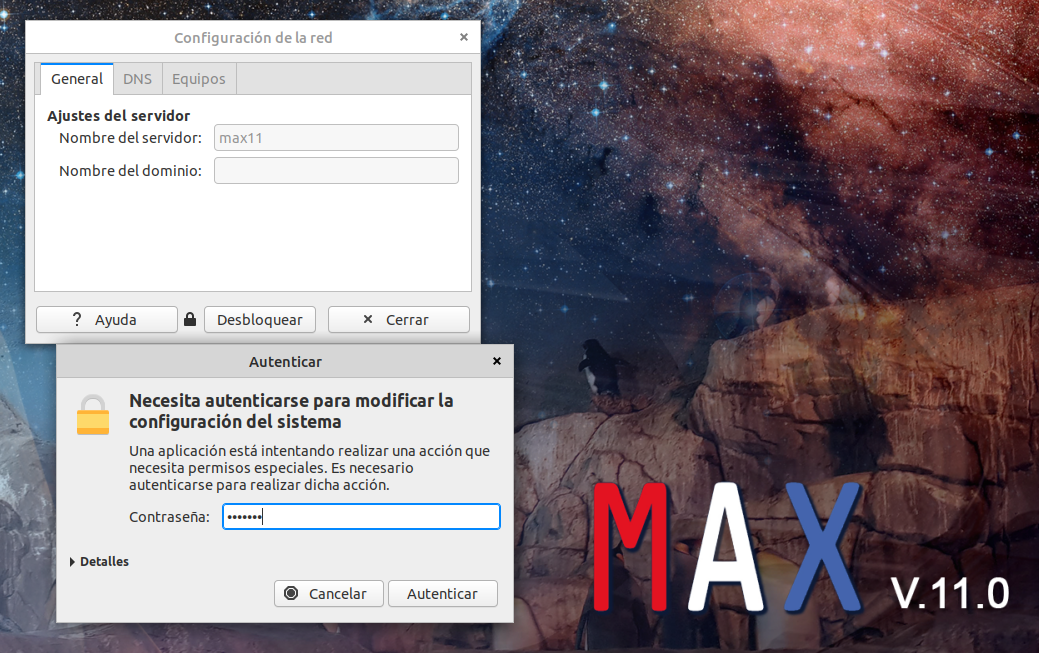 Configuración de la red
General DNS Equipos
Ajustes del servidor
Nombre del servidor: max11
Nombre del dominio:
? Ayuda Desbloquear Cerrar
Autenticar
Necesita autenticarse para modificar la
configuración del sistema
Una aplicación está intentando realizar una acción que
necesita permisos especiales. Es necesario
autenticarse para realizar dicha acción.
Contraseña: •••••••
Detalles
Cancelar Autenticar
MAX
V.11.0